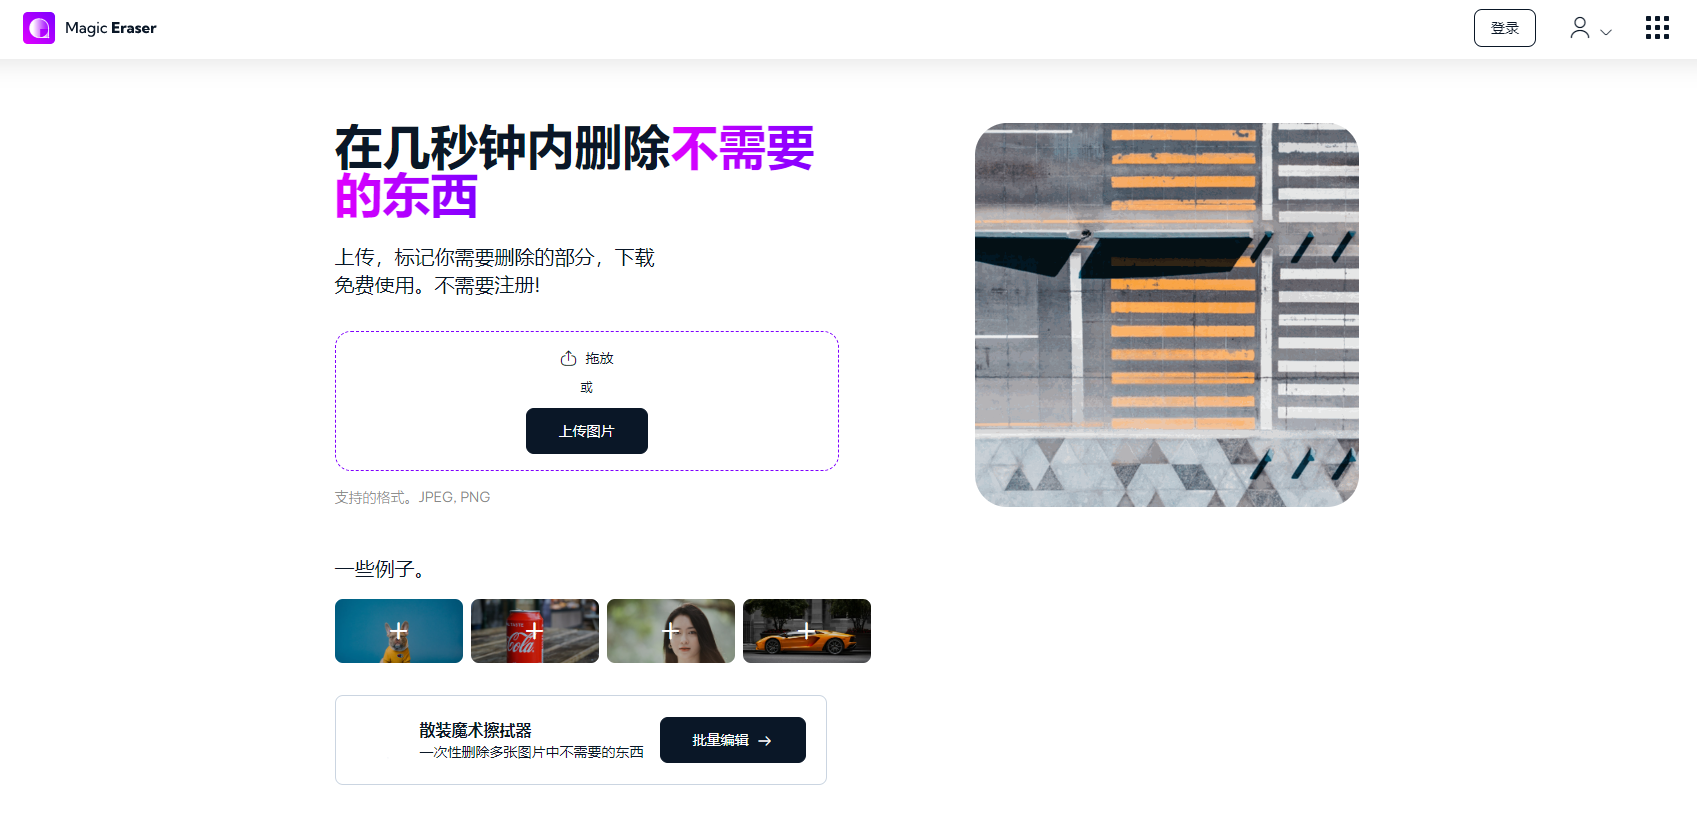 Magic Eraser
登录
在几秒钟内删除不需要
的东西
上传，标记你需要删除的部分，下载
免费使用。不需要注册!
拖放
或
上传图片
支持的格式。JPEG, PNG
一些例子。
TASTE
Cola.
散装魔术擦拭器
一次性删除多张图片中不需要的东西
批量编辑 →